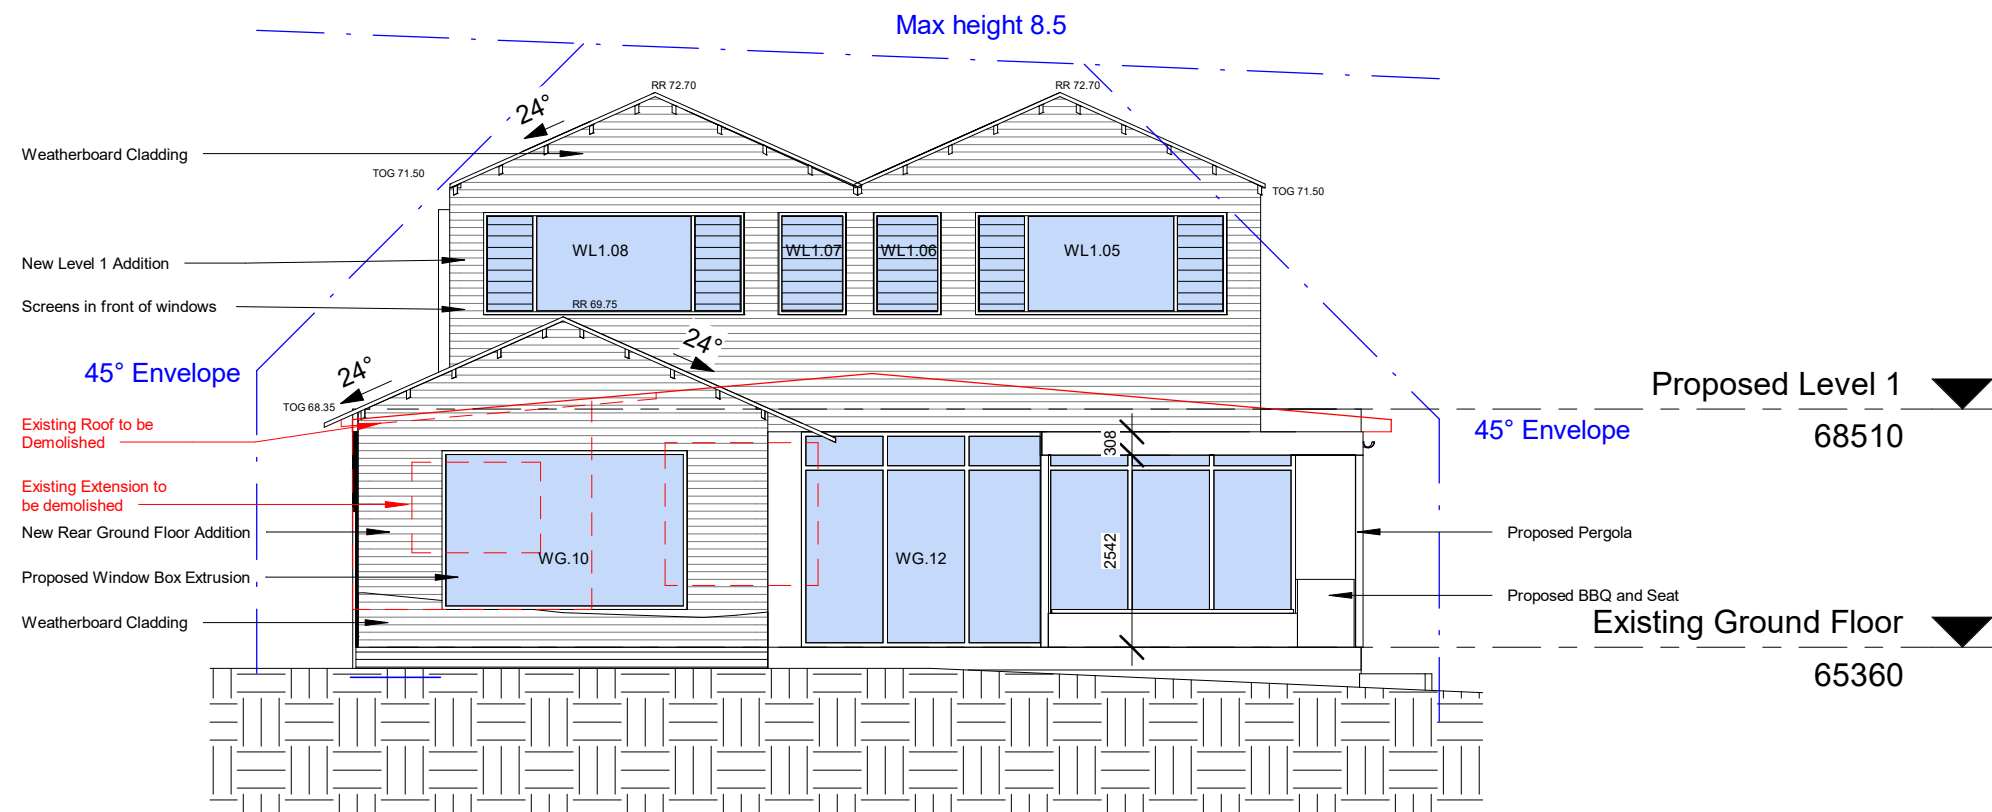 Max height 8.5
RR 72.70
RR 72.70
24°
Weatherboard Cladding
TOG 71.50
TOG 71.50
WL1.08
WL1.07
WL1.06
WL1.05
New Level 1 Addition
Screens in front of windows
RR 69.75
24°
24°
45° Envelope
Proposed Level 1
68510
TOG 68.35
Existing Roof to be
Demolished
45° Envelope
308
Existing Extension to
be demolished
New Rear Ground Floor Addition
Proposed Pergola
2542
WG.10
WG.12
Proposed Window Box Extrusion
Proposed BBQ and Seat
Weatherboard Cladding
Existing Ground Floor
65360